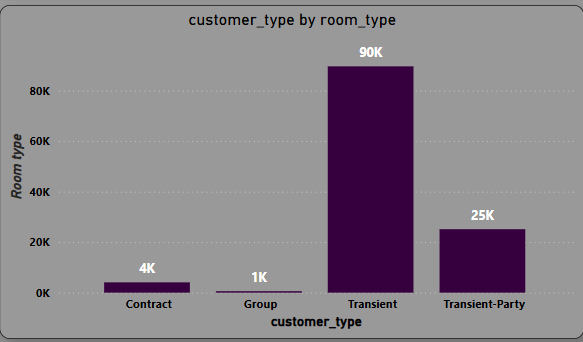 customer_type by room_type
90K
80K
Room type
60K
40K
25K
20K
4K
1K
0K
Contract Group Transient Transient-Party
customer_type